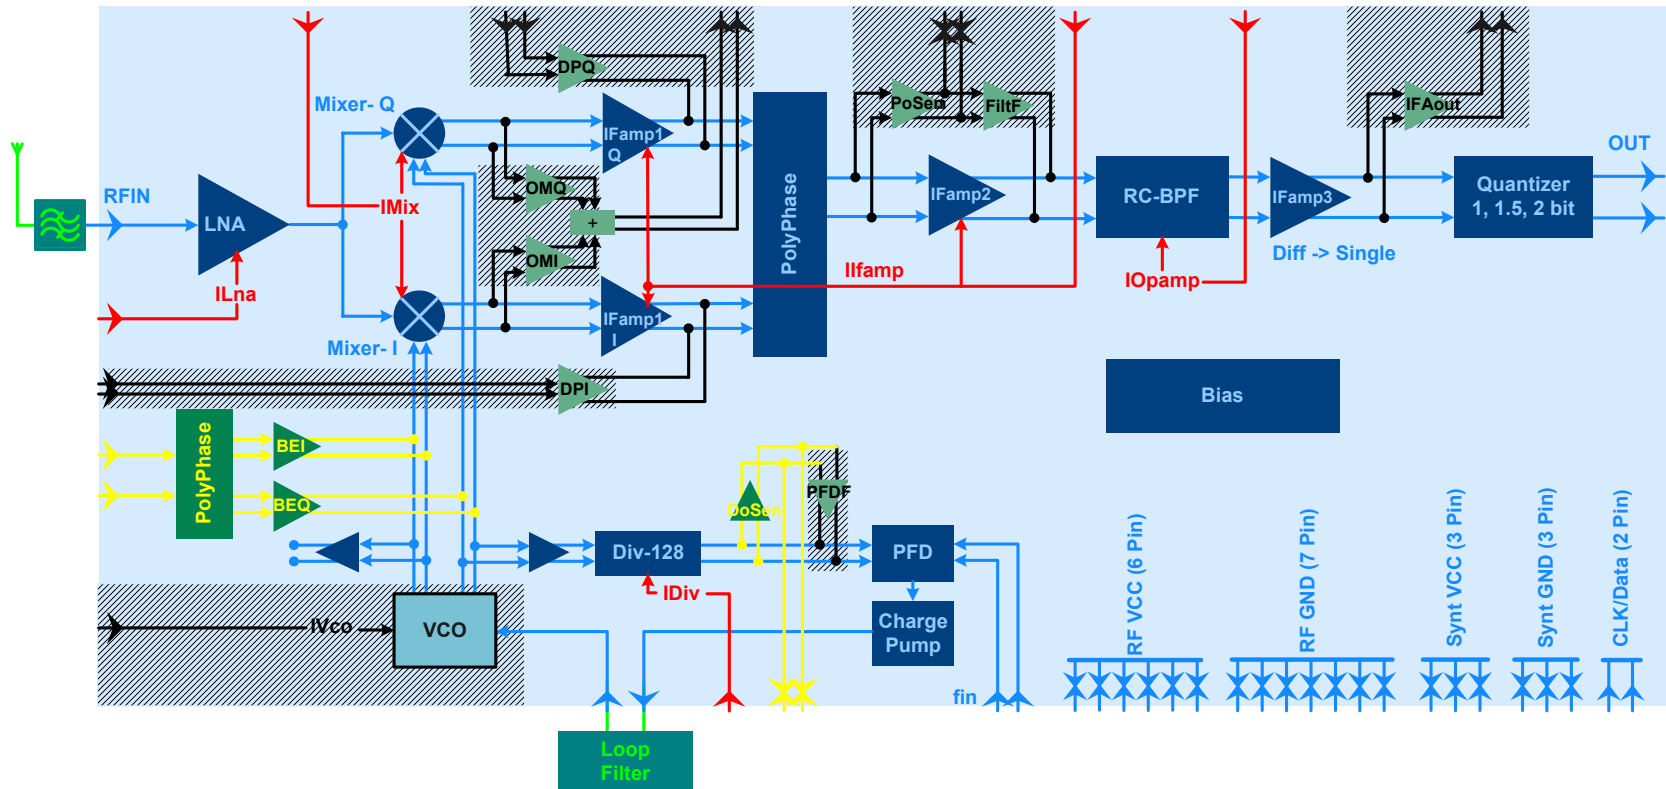 DPQ
Mixer- Q
IFamp1
Q
PoSen
FiltF
IFAout
RFIN
LNA
IMix
OMQ
+
OMI
PolyPhase
IFamp2
RC-BPF
IFamp3
Quantizer
1, 1.5, 2 bit
OUT
Diff -> Single
ILna
IIfamp
IOpamp
IFamp1
I
Mixer- I
DPI
Bias
PolyPhase
BEI
BEQ
DoSen
PFDF
Div-128
PFD
IDiv
IVco
VCO
Charge
Pump
fin
RF VCC (6 Pin)
RF GND (7 Pin)
Synt VCC (3 Pin)
Synt GND (3 Pin)
CLK/Data (2 Pin)
Loop
Filter